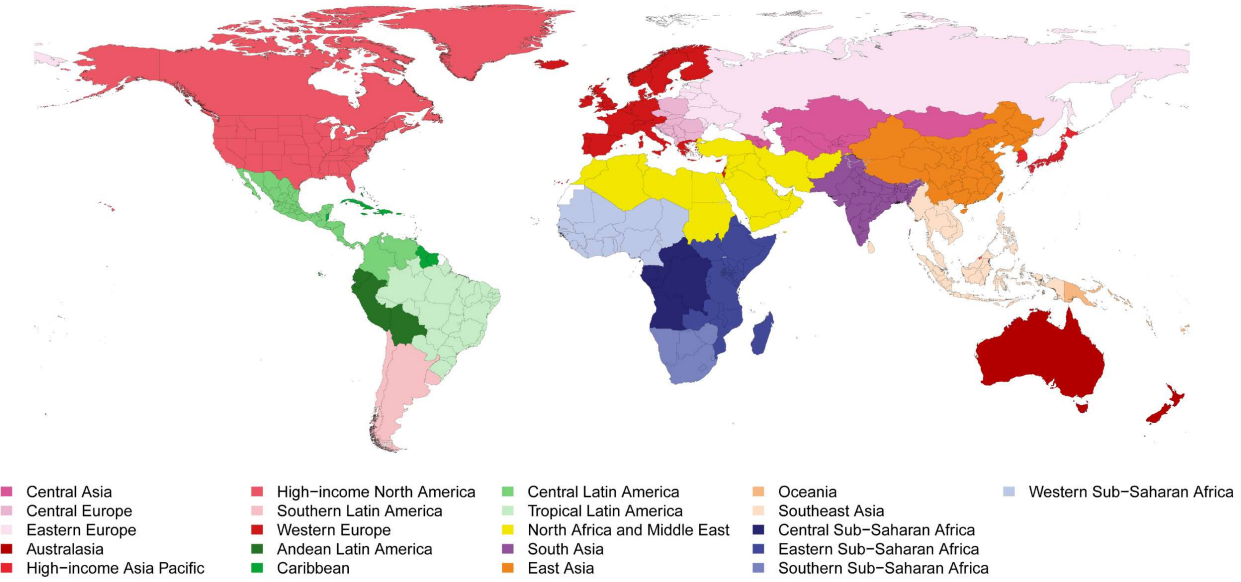 Central Asia
Central Europe
Eastern Europe
Australasia
High−income Asia Pacific
High−income North America
Southern Latin America
Western Europe
Andean Latin America
Caribbean
Central Latin America
Tropical Latin America
North Africa and Middle East
South Asia
East Asia
Oceania
Southeast Asia
Central Sub−Saharan Africa
Eastern Sub−Saharan Africa
Southern Sub−Saharan Africa
Western Sub−Saharan Africa